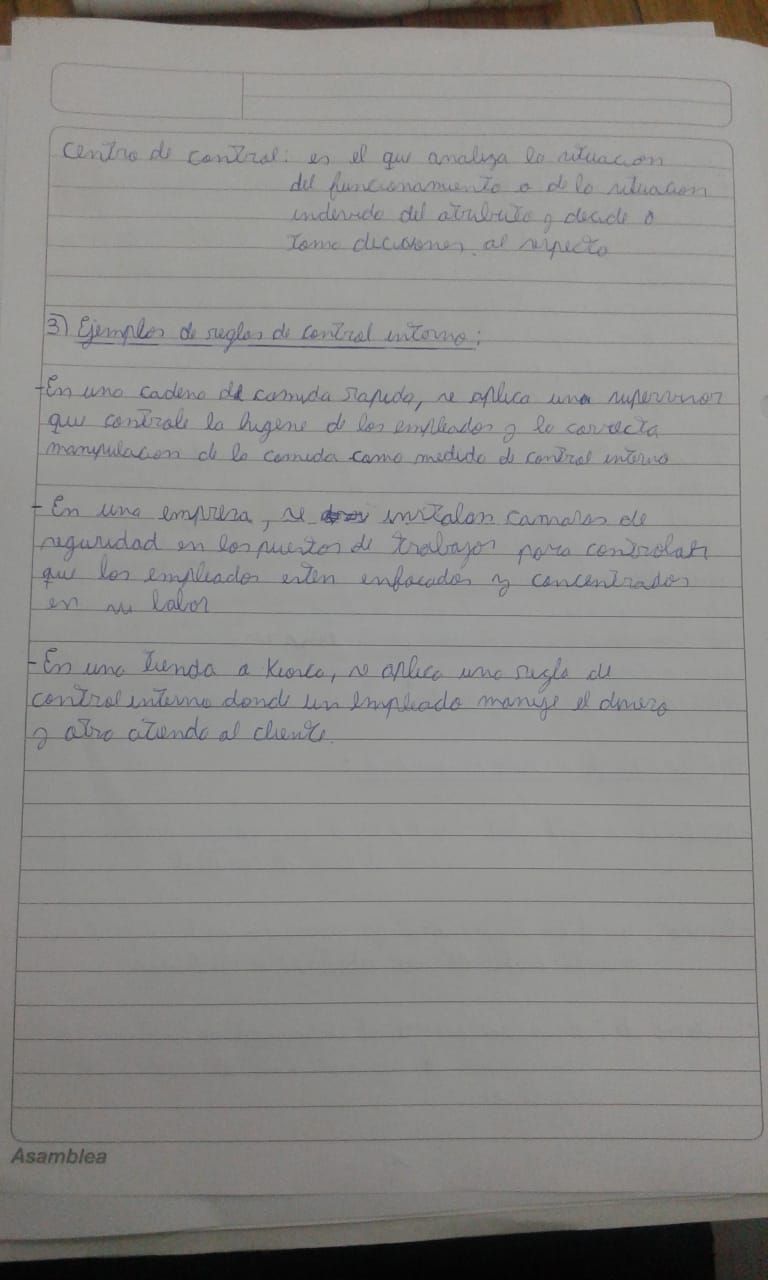 Centro de control: es el que analiza la situacion
del funcionamiento o de la situacion
indevida del atributo y decide o
toma decisiones al respecto
3) Ejemplos de reglas de control interno:
-En una cadena de comida rapida, se aplica una supervisor
que controle la higene de los empleados y la correcta
manipulacion de la comida como medida de control interno
- En una empresa, se instalan camaras de
seguridad en los puestos de trabajos para controlar
que los empleados esten enfocados y concentrados
en su labor
-En una tienda o Kiosco, se aplica una regla de
control interno donde un empleado maneje el dinero
y otro atienda al cliente.
Asamblea